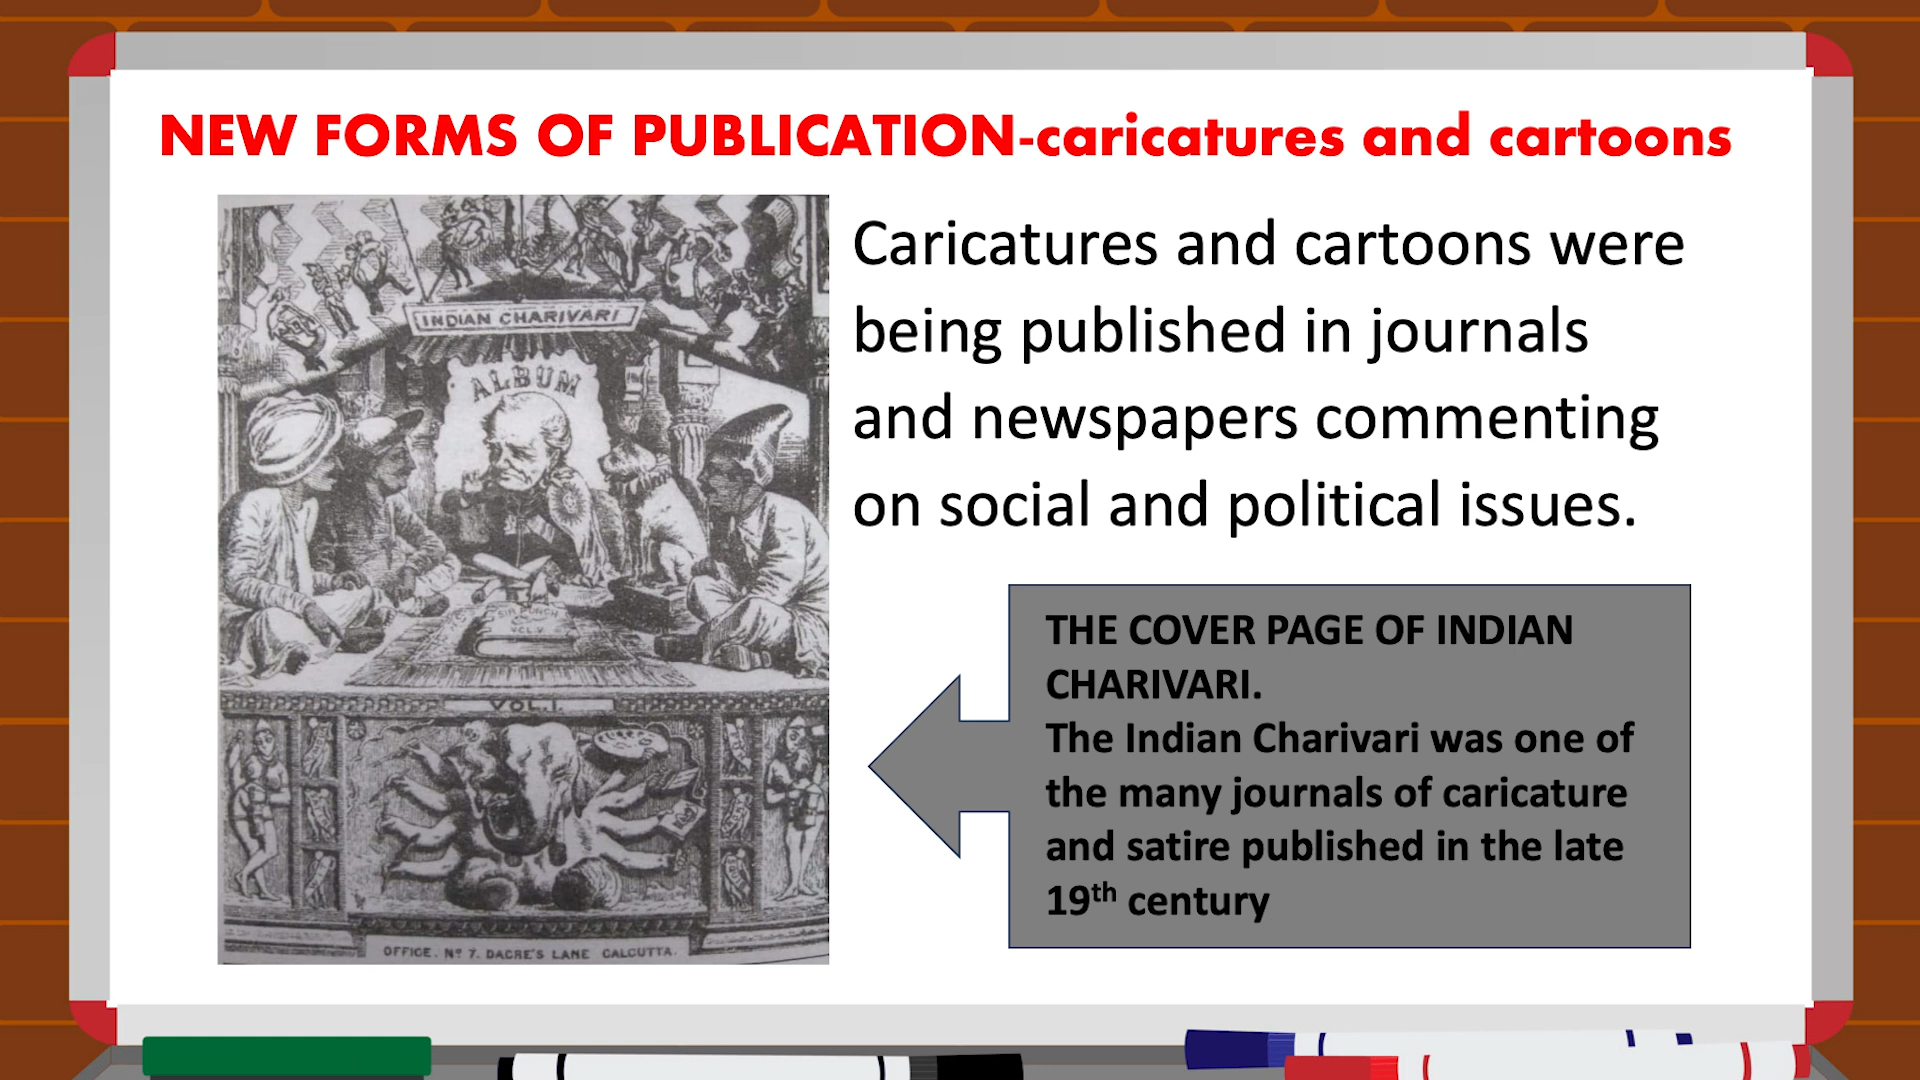 NEW FORMS OF PUBLICATION-caricatures and cartoons
INDIAN CHARIVARI
ALBUM
SIR PUNCH
VOL.V
VOL.I.
OFFICE. Nº 7. DACRE'S LANE CALCUTTA.
Caricatures and cartoons were
being published in journals
and newspapers commenting
on social and political issues.
THE COVER PAGE OF INDIAN
CHARIVARI.
The Indian Charivari was one of
the many journals of caricature
and satire published in the late
19th century